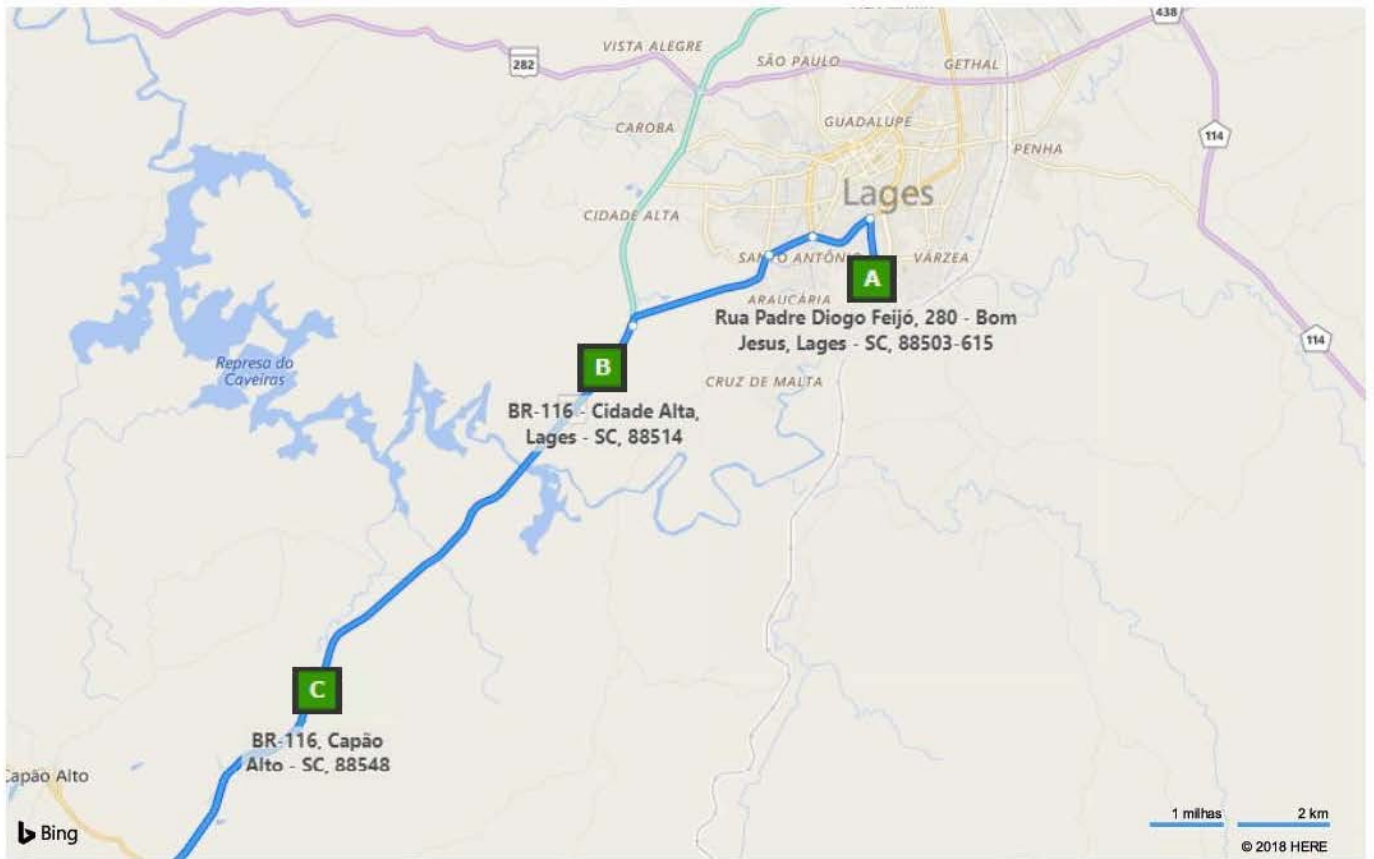 438
VISTA ALEGRE
282
SÃO PAULO
GETHAL
GUADALUPE
CAROBA
114
PENHA
Lages
CIDADE ALTA
SANTO ANTÔNIO
VÁRZEA
A
ARAUCÁRIA
Rua Padre Diogo Feijó, 280 - Bom
Jesus, Lages - SC, 88503-615
114
Represa do
Caveiras
B
CRUZ DE MALTA
BR-116 - Cidade Alta,
Lages - SC, 88514
C
BR-116, Capão
Alto - SC, 88548
Capão Alto
Bing
1 milhas
2 km
© 2018 HERE